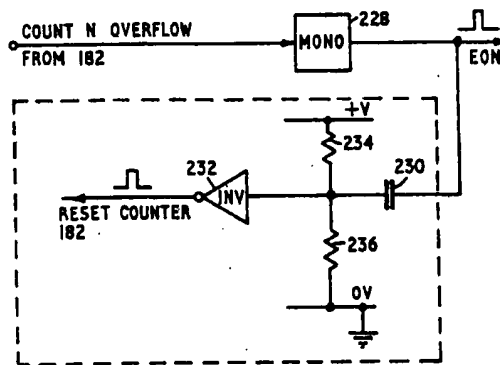 228
COUNT N OVERFLOW
FROM 182
MONO
EON
+V
234
230
232
INV
RESET COUNTER
182
236
0V